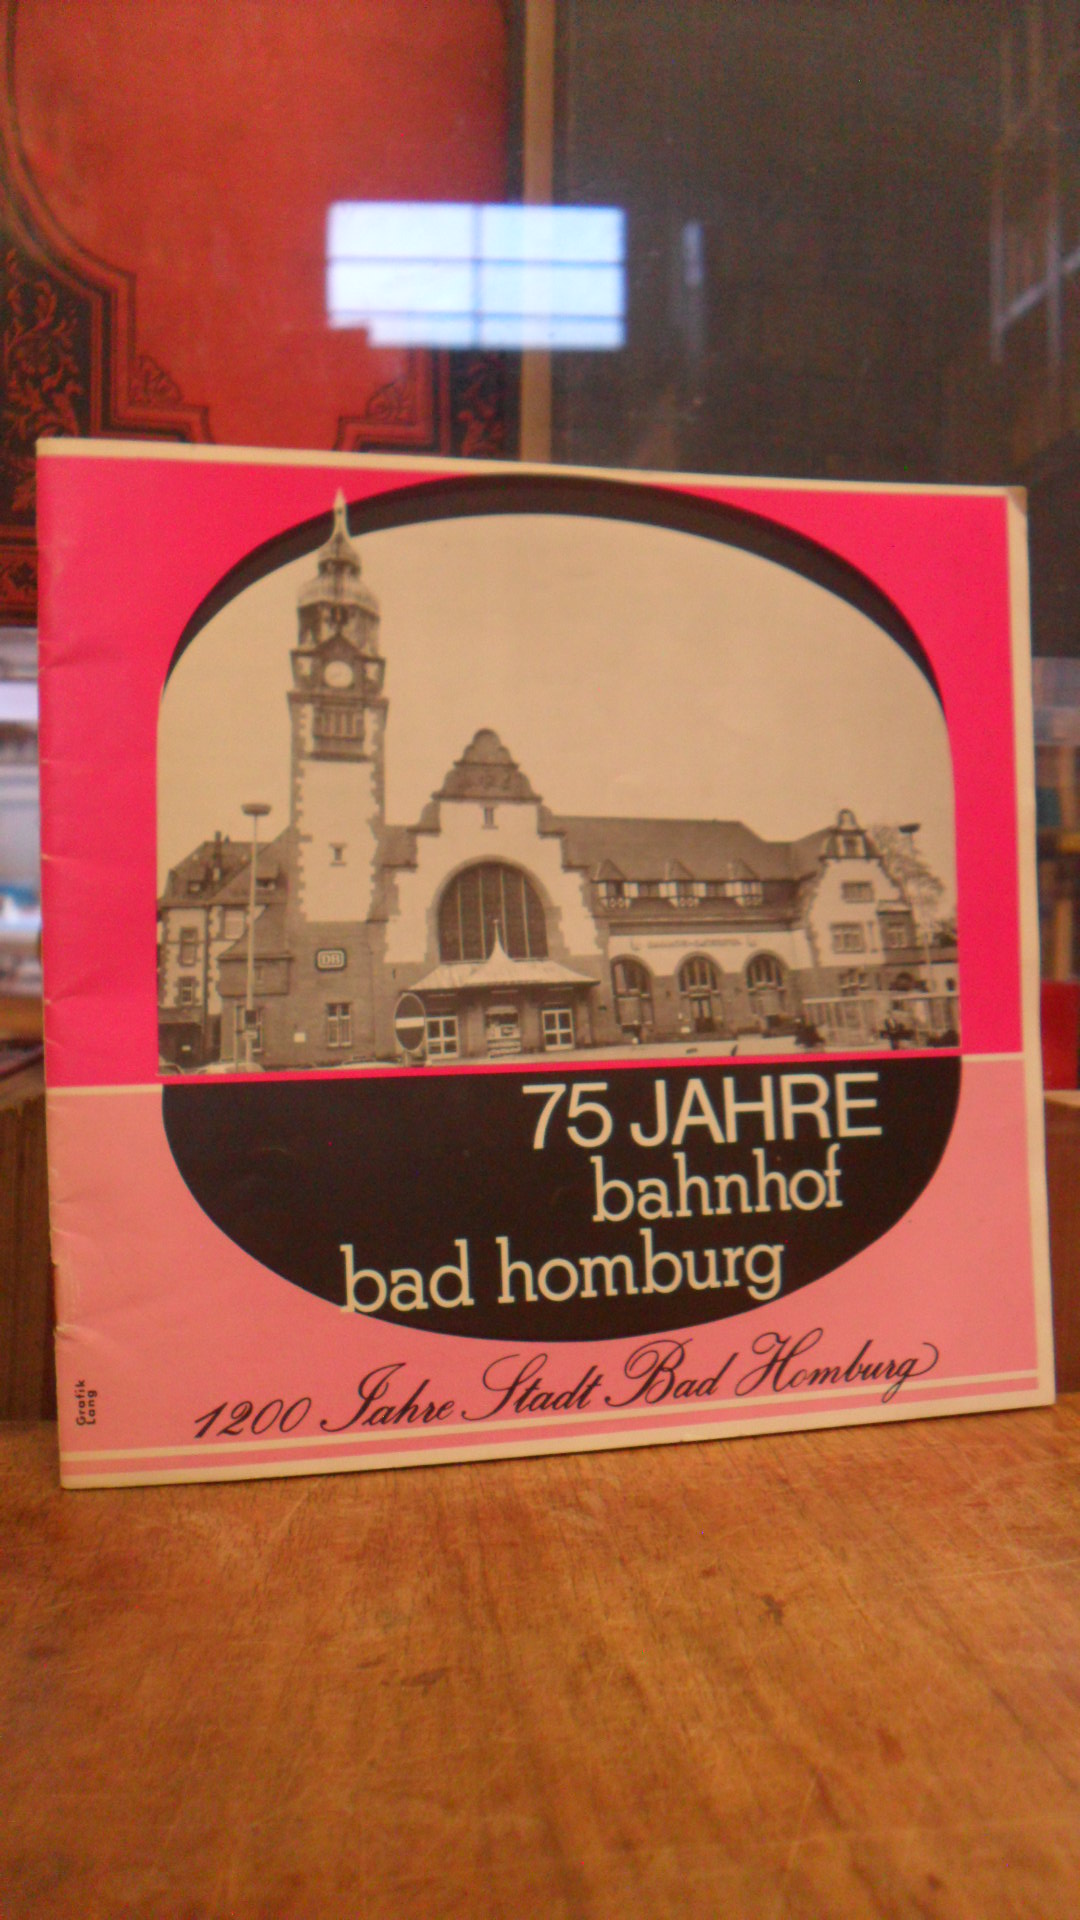 DB
75 JAHRE
bahnhof
bad homburg
1200 Jahre Stadt Bad Homburg
Grafik
Lang